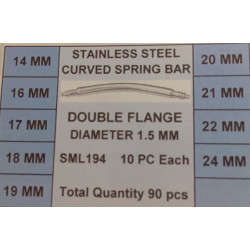 STAINLESS STEEL
CURVED SPRING BAR
14 MM
16 MM
17 MM
18 MM
19 MM
DOUBLE FLANGE
DIAMETER 1.5 MM
SML194 10 PC Each
Total Quantity 90 pcs
20 MM
21 MM
22 MM
24 MM